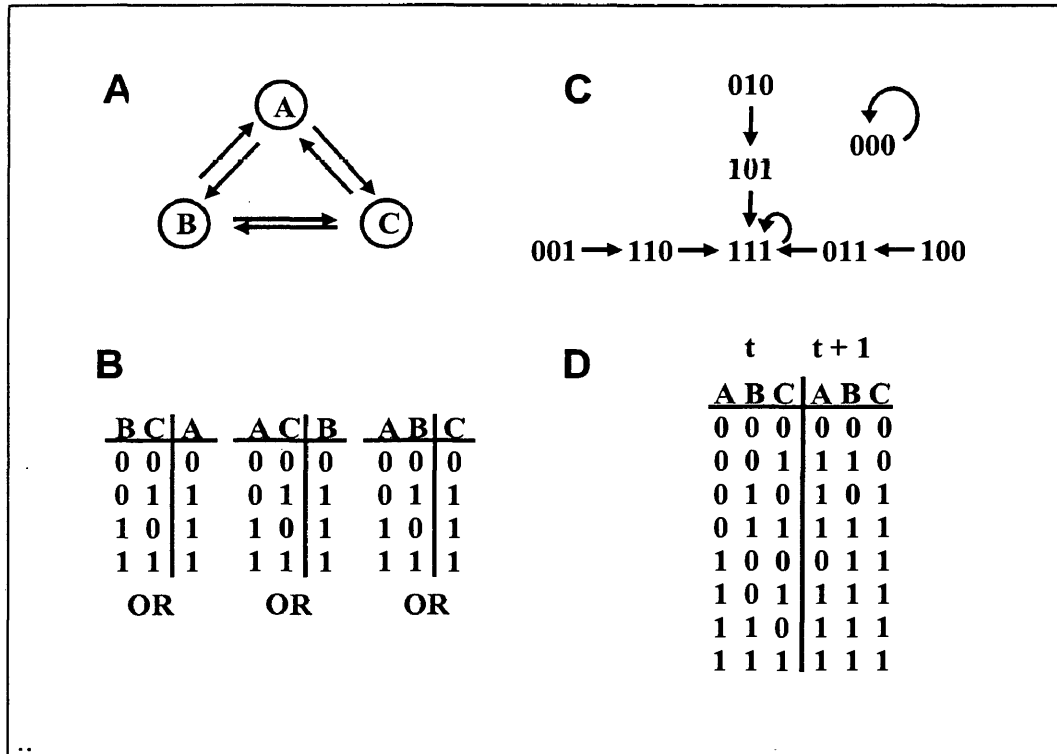 A
A
B C
C
010
000
101
001 110 111 011 100
B
B C A A C B A B C
0 0 0 0 0 0 0 0 0
0 1 1 0 1 1 0 1 1
1 0 1 1 0 1 1 0 1
1 1 1 1 1 1 1 1 1
OR OR OR
D
t t + 1
A B C A B C
0 0 0 0 0 0
0 0 1 1 1 0
0 1 0 1 0 1
0 1 1 1 1 1
1 0 0 0 1 1
1 0 1 1 1 1
1 1 0 1 1 1
1 1 1 1 1 1